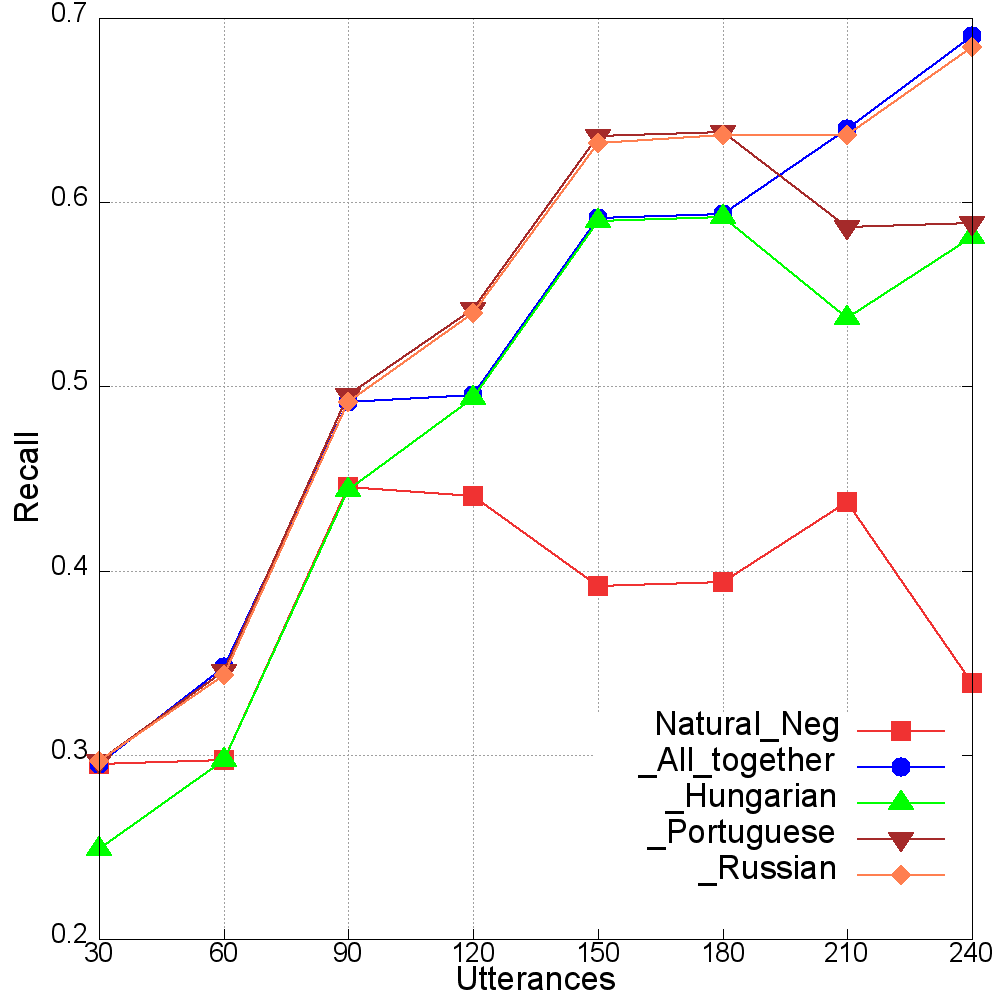 0.7
0.6
0.5
0.4
0.3
0.2
Recall
Natural_Neg
_All_together
_Hungarian
_Portuguese
_Russian
30 60 90 120 150 180 210 240
Utterances